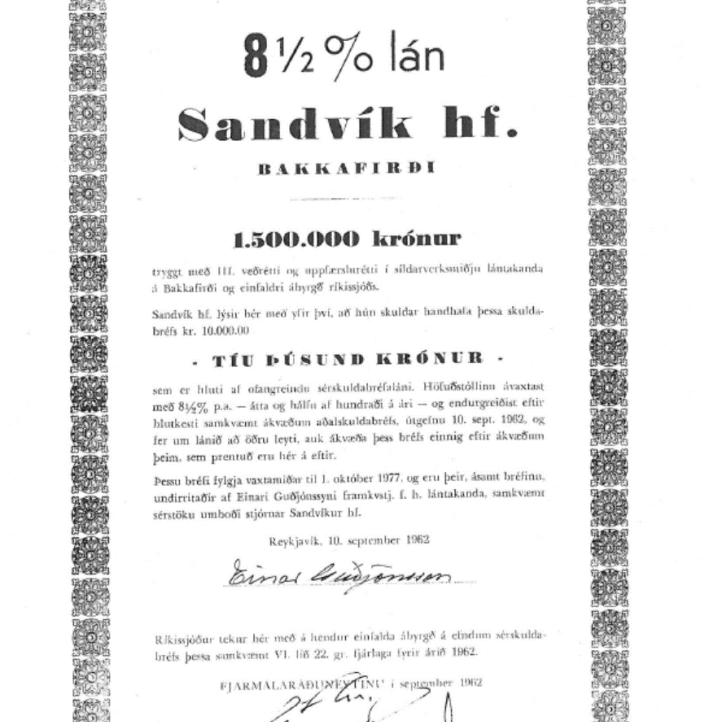 8 ½ % lán
Sandvík hf.
BAKKAFIRÐI
1.500.000 krónur
tryggt með III. veðrétti og uppfærslurétti í síldarverksmiðju lántakanda
á Bakkafirði og einfaldri ábyrgð ríkissjóðs.
Sandvík hf. lýsir hér með yfir því, að hún skuldar handhafa þessa skulda-
bréfs kr. 10.000.00
- TÍU ÞÚSUND KRÓNUR -
sem er hluti af ofangreindu sérskuldabréfaláni. Höfuðstóllinn ávaxtast
með 8½% p.a. — átta og hálfu af hundraði á ári — og endurgreiðist eftir
hlutkesti samkvæmt ákvæðum aðalskuldabréfs, útgefnu 10. sept. 1962, og
fer um lánið að öðru leyti, auk ákvæða þess bréfs einnig eftir ákvæðum
þeim, sem prentuð eru hér á eftir.
Þessu bréfi fylgja vaxtamiðar til 1. október 1977, og eru þeir, ásamt bréfinu,
undirritaðir af Einari Guðjónssyni framkvstj. f. h. lántakanda, samkvæmt
sérstöku umboði stjórnar Sandvíkur hf.
Reykjavík, 10. september 1962
Einar Guðjónsson
Ríkissjóður tekur hér með á hendur einfalda ábyrgð á eindum sérskulda-
bréfs þessa samkvæmt VI. lið 22. gr. fjárlaga fyrir árið 1962.
FJÁRMÁLARÁÐUNEYTINU í september 1962